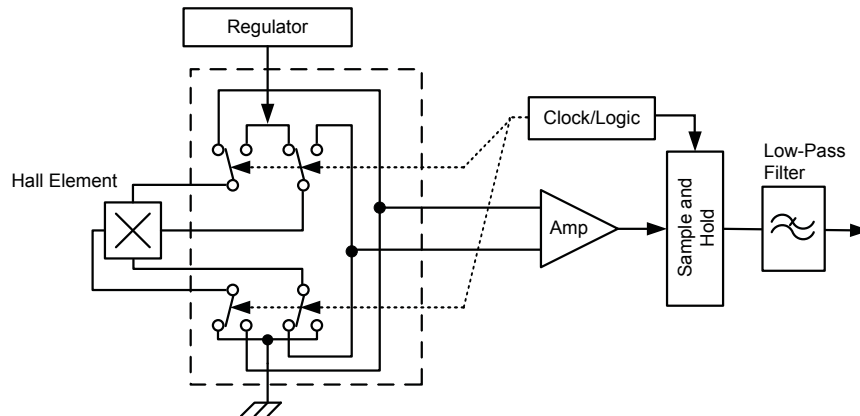 Regulator
Clock/Logic
Low-Pass
Filter
Hall Element
Amp
Sample and
Hold